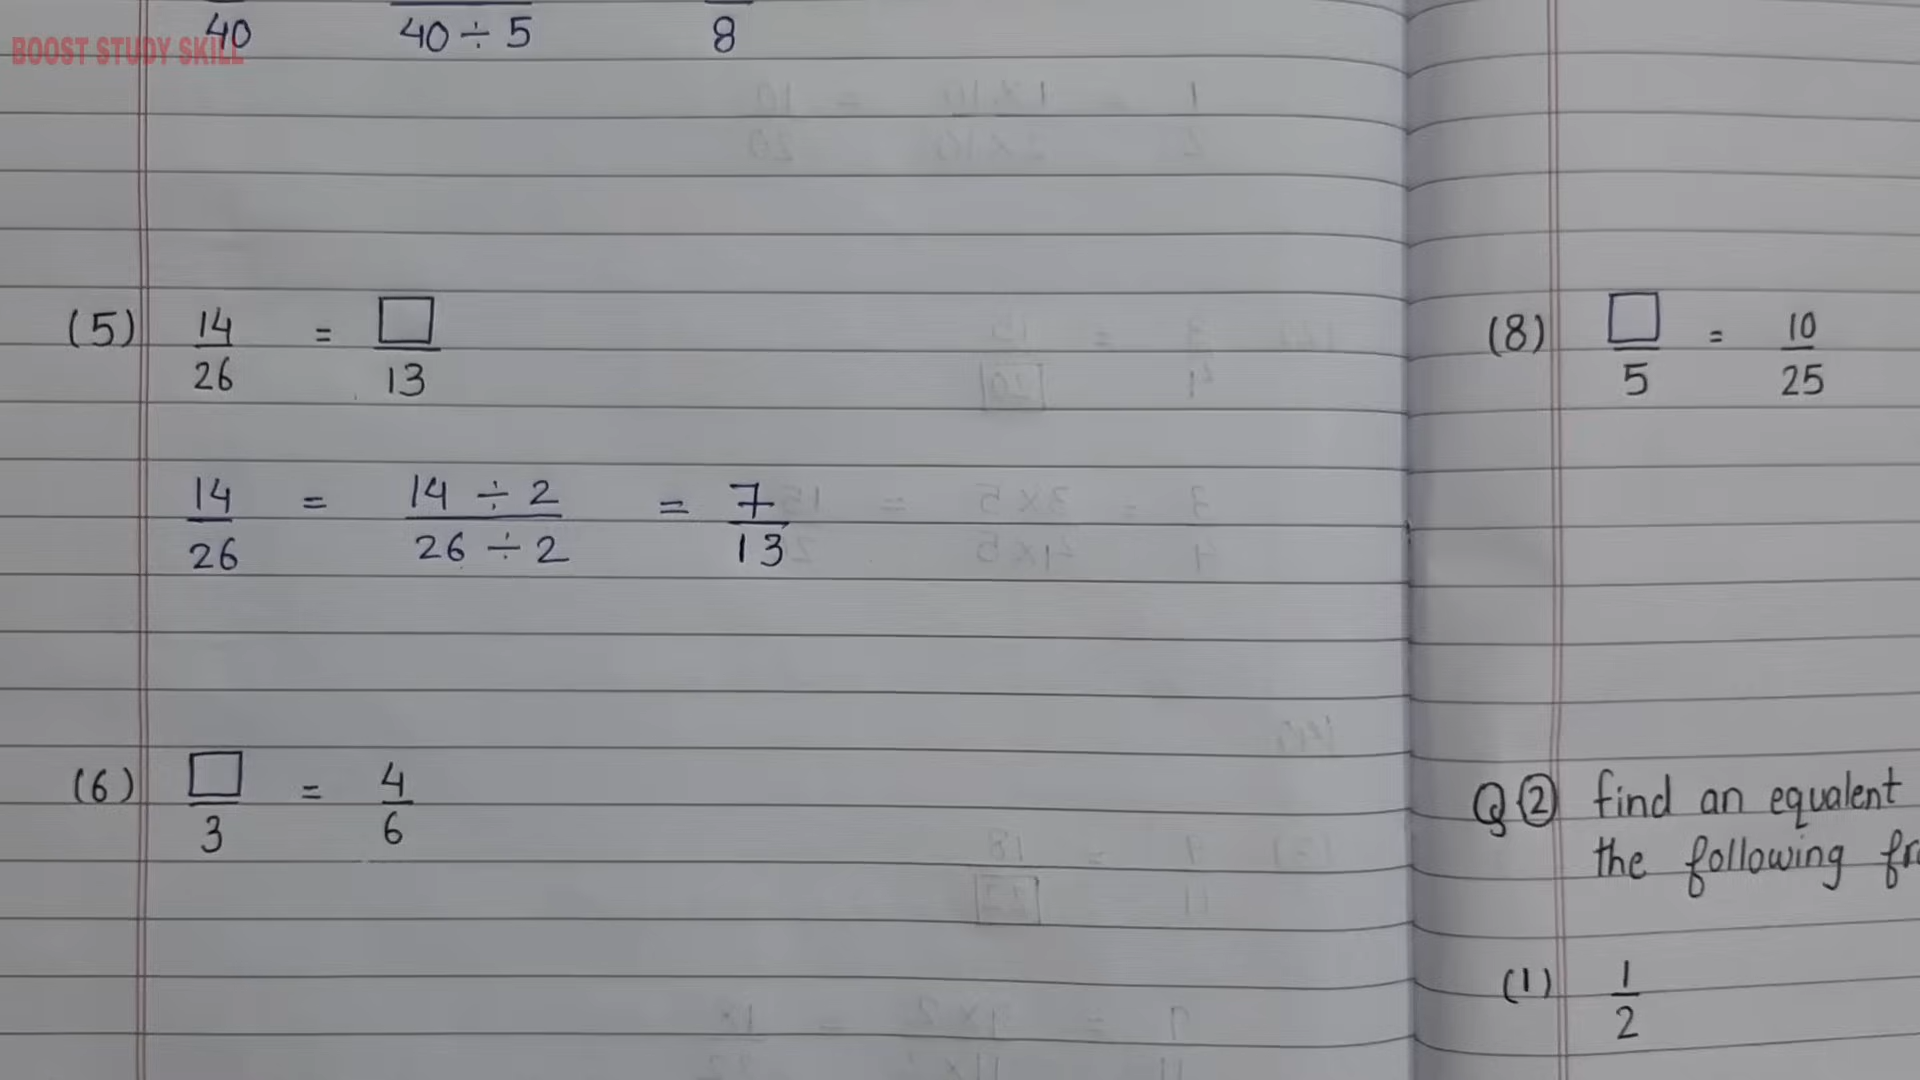 BOOST STUDY SKILL
40 40 ÷ 5 8
(5) 14/26 = □/13
14/26 = 14 ÷ 2/26 ÷ 2 = 7/13
(6) □/3 = 4/6
(8) □/5 = 10/25
Q② find an equalent
the following fra
(1) 1/2